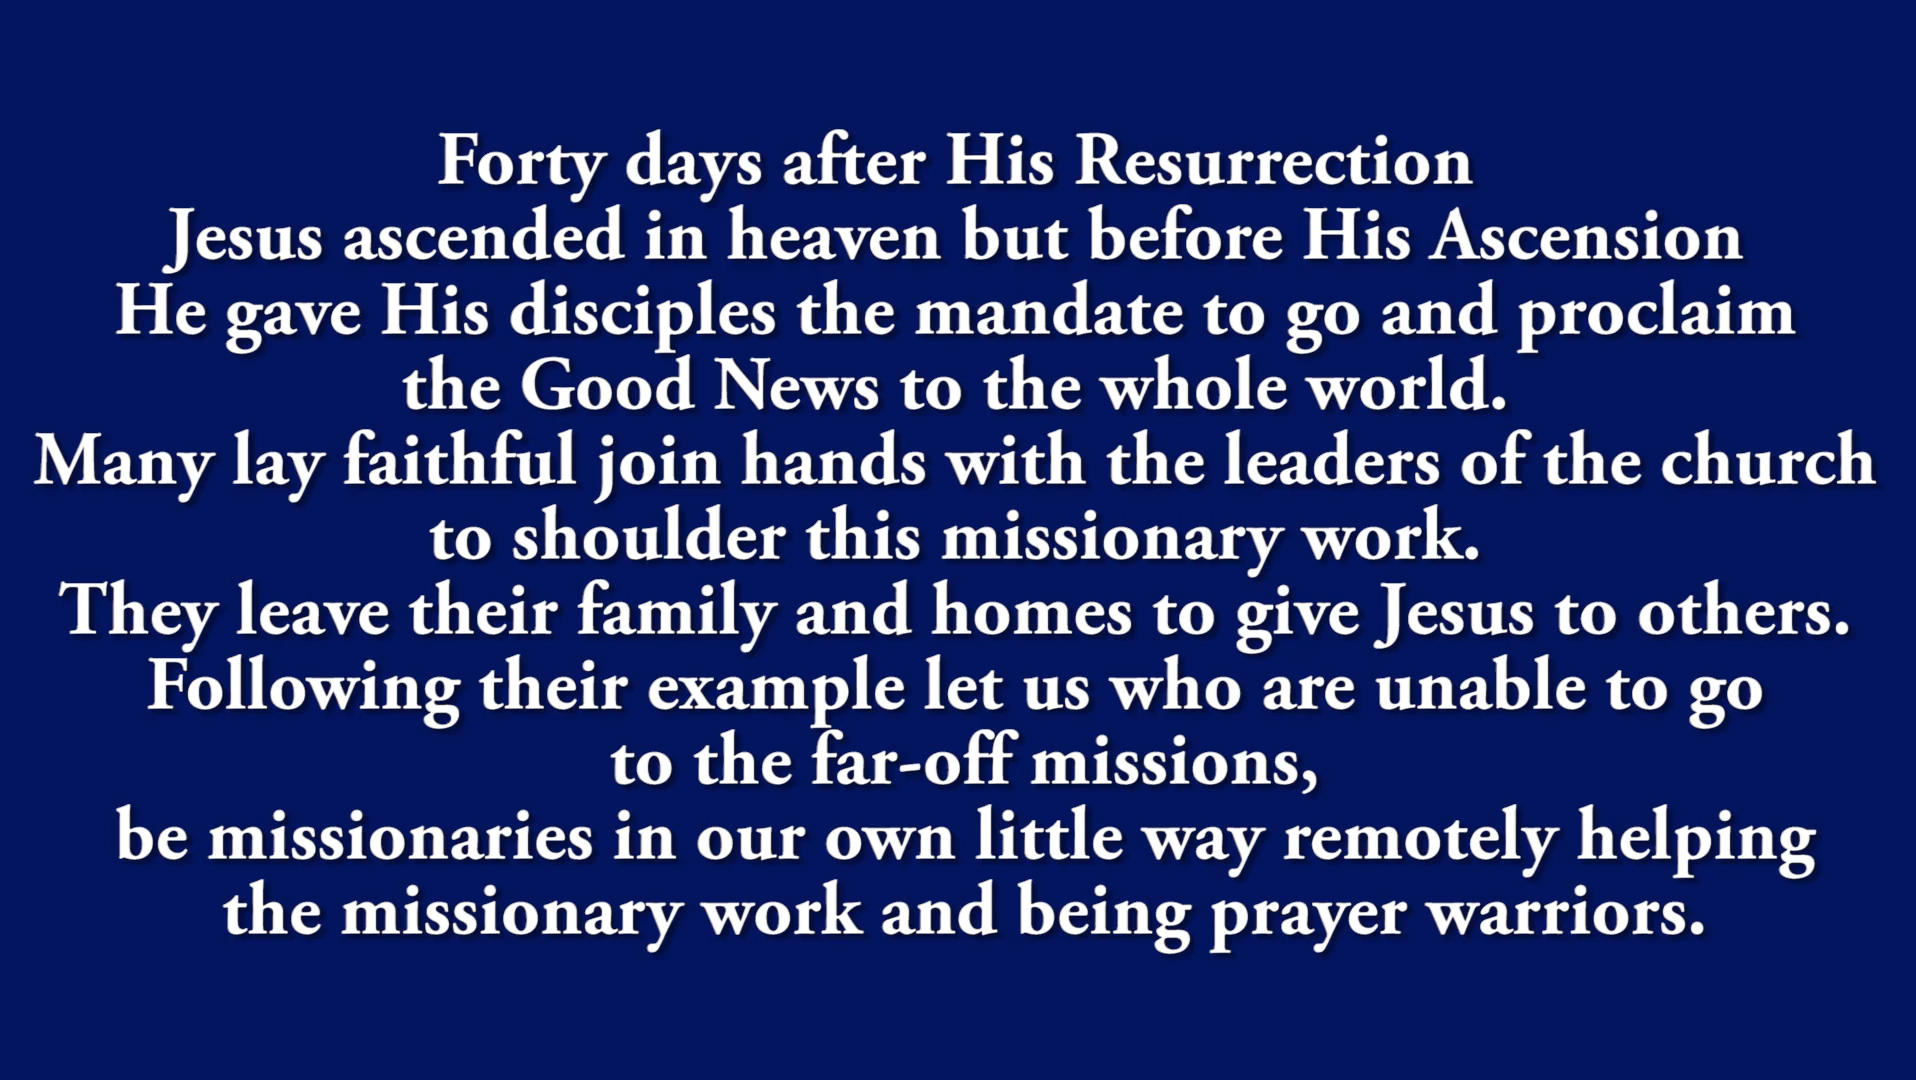 Forty days after His Resurrection
Jesus ascended in heaven but before His Ascension
He gave His disciples the mandate to go and proclaim
the Good News to the whole world.
Many lay faithful join hands with the leaders of the church
to shoulder this missionary work.
They leave their family and homes to give Jesus to others.
Following their example let us who are unable to go
to the far-off missions,
be missionaries in our own little way remotely helping
the missionary work and being prayer warriors.